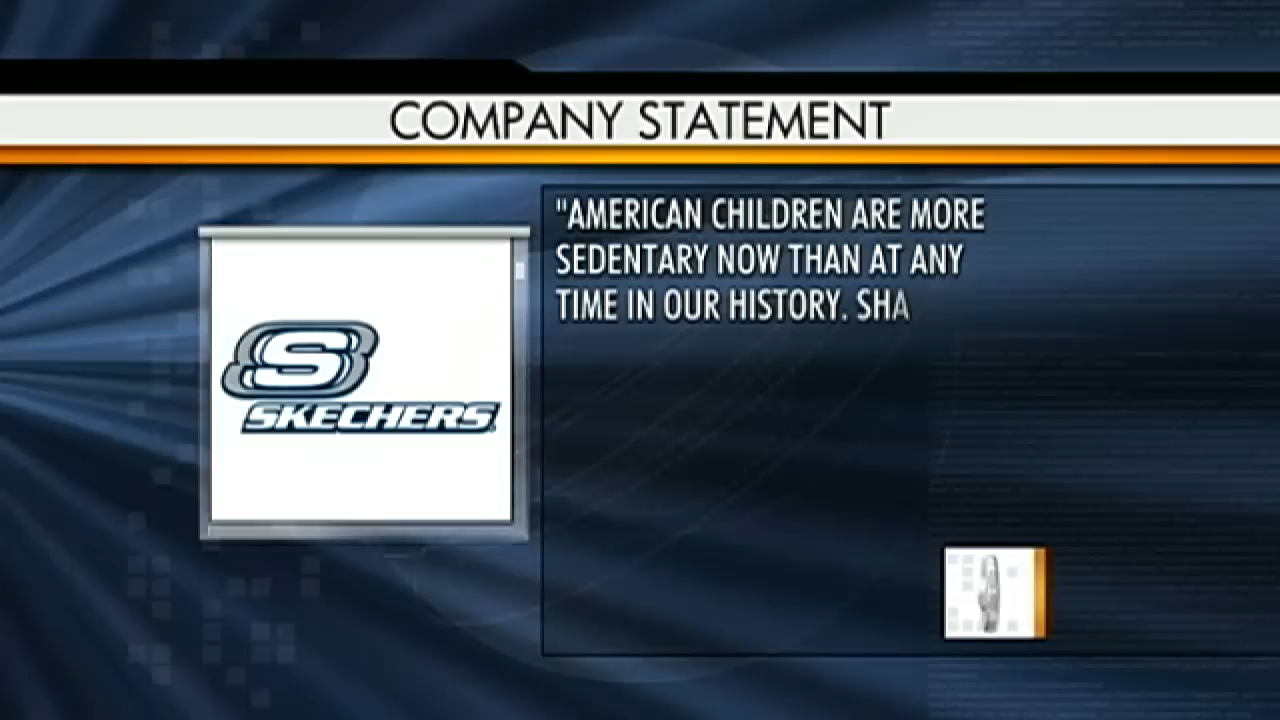 COMPANY STATEMENT
"AMERICAN CHILDREN ARE MORE
SEDENTARY NOW THAN AT ANY
TIME IN OUR HISTORY. SHA
S
SKECHERS